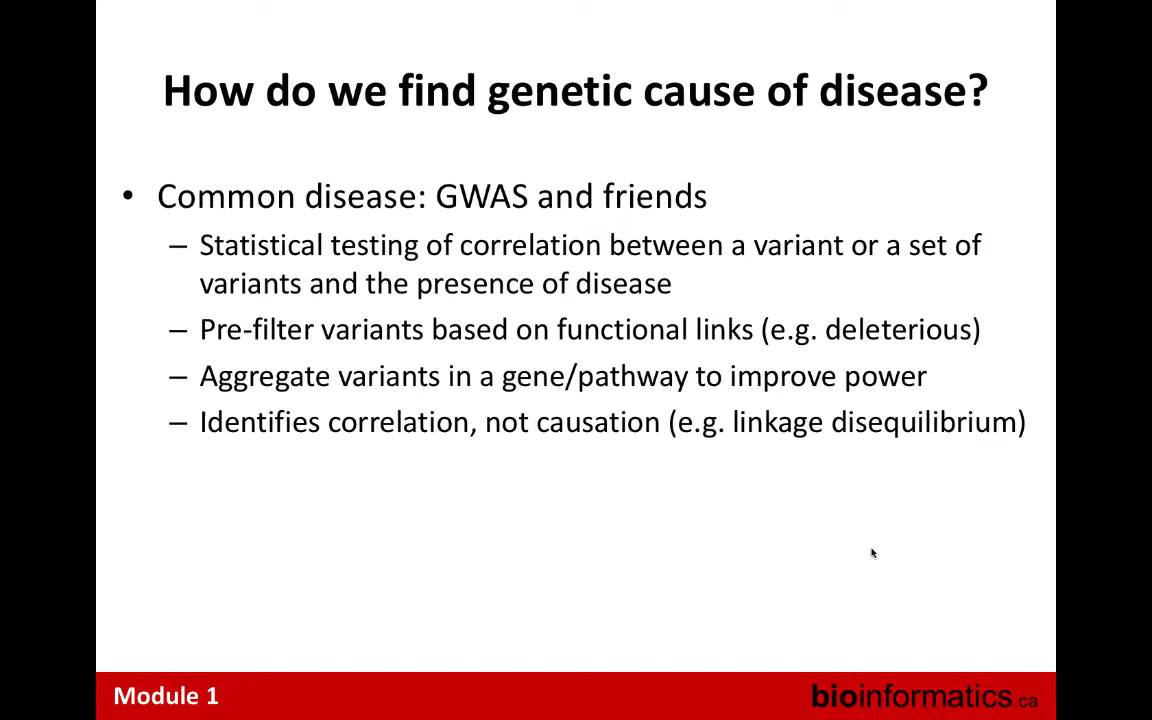 How do we find genetic cause of disease?
• Common disease: GWAS and friends
– Statistical testing of correlation between a variant or a set of
variants and the presence of disease
– Pre-filter variants based on functional links (e.g. deleterious)
– Aggregate variants in a gene/pathway to improve power
– Identifies correlation, not causation (e.g. linkage disequilibrium)
Module 1
bioinformatics.ca